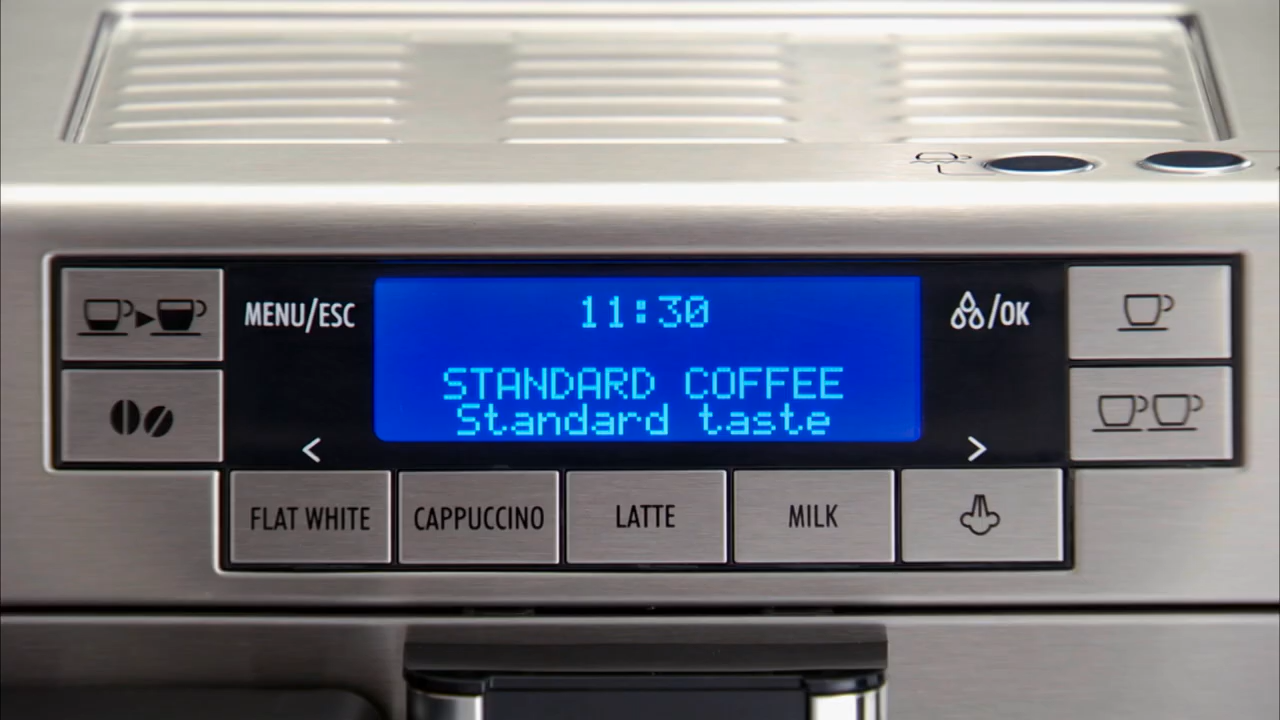 MENU/ESC
11:30
/OK
STANDARD COFFEE
Standard taste
<
>
FLAT WHITE
CAPPUCCINO
LATTE
MILK